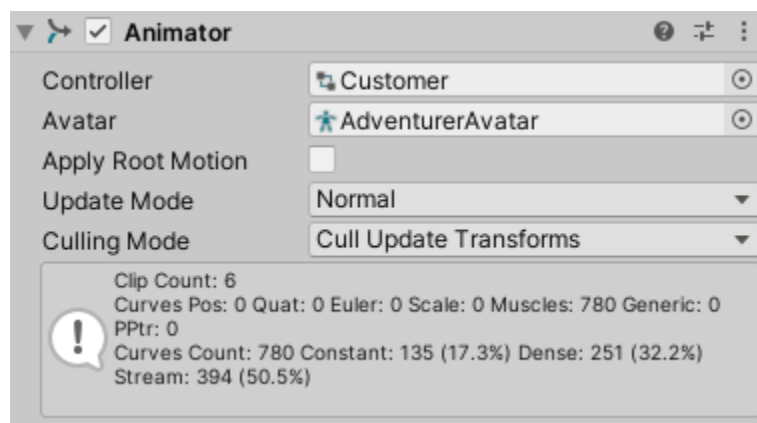 Animator
Controller Customer
Avatar AdventurerAvatar
Apply Root Motion
Update Mode Normal
Culling Mode Cull Update Transforms
Clip Count: 6
Curves Pos: 0 Quat: 0 Euler: 0 Scale: 0 Muscles: 780 Generic: 0
PPtr: 0
Curves Count: 780 Constant: 135 (17.3%) Dense: 251 (32.2%)
Stream: 394 (50.5%)